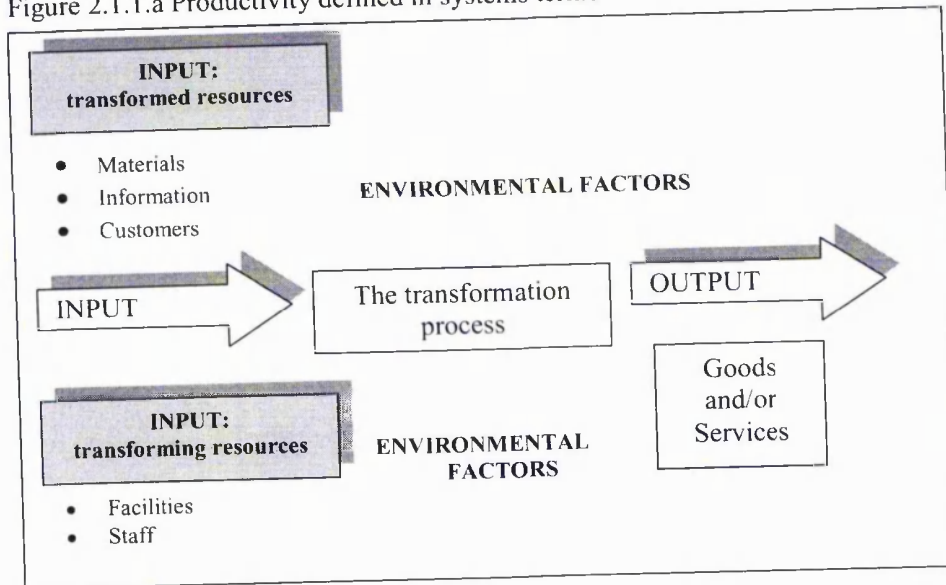 Figure 2.1.1.a Productivity defined in systems terms
INPUT:
transformed resources
• Materials
• Information
• Customers
ENVIRONMENTAL FACTORS
INPUT
The transformation
process
OUTPUT
Goods
and/or
Services
INPUT:
transforming resources
ENVIRONMENTAL
FACTORS
• Facilities
• Staff